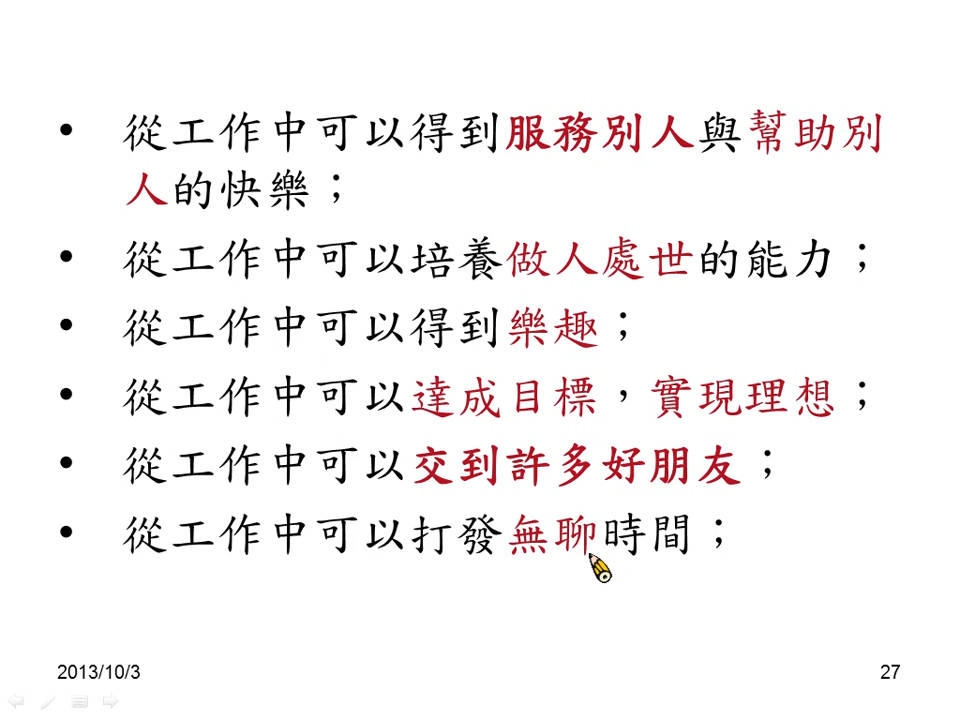 • 從工作中可以得到服務別人與幫助別
人的快樂；
• 從工作中可以培養做人處世的能力；
• 從工作中可以得到樂趣；
• 從工作中可以達成目標，實現理想；
• 從工作中可以交到許多好朋友；
• 從工作中可以打發無聊時間；
2013/10/3
27